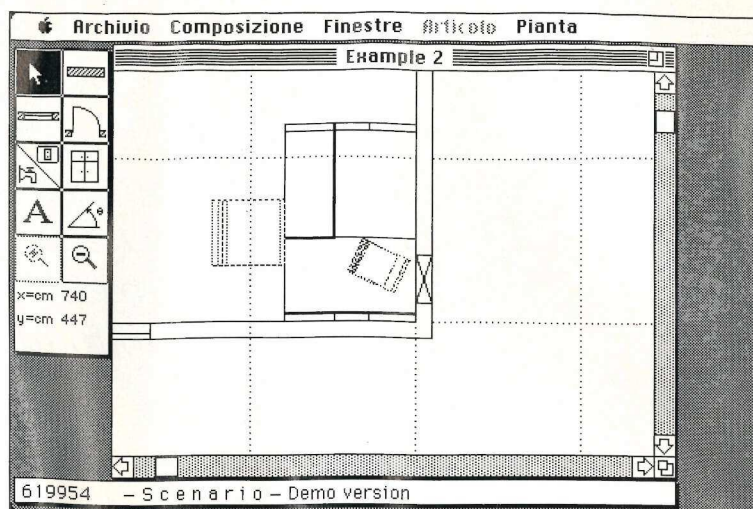 Archivio Composizione Finestre Articolo Pianta
Example 2
A
x=cm 740
y=cm 447
619954 – S c e n a r i o – Demo version